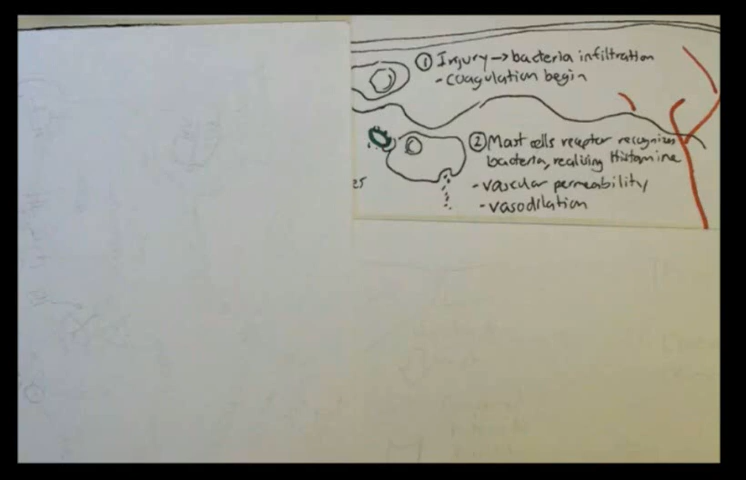 ① Injury → bacteria infiltration
- coagulation begin
② Mast cells receptor recognizes
bacteria, realising Histamine
- vascular permeability
- vasodilation